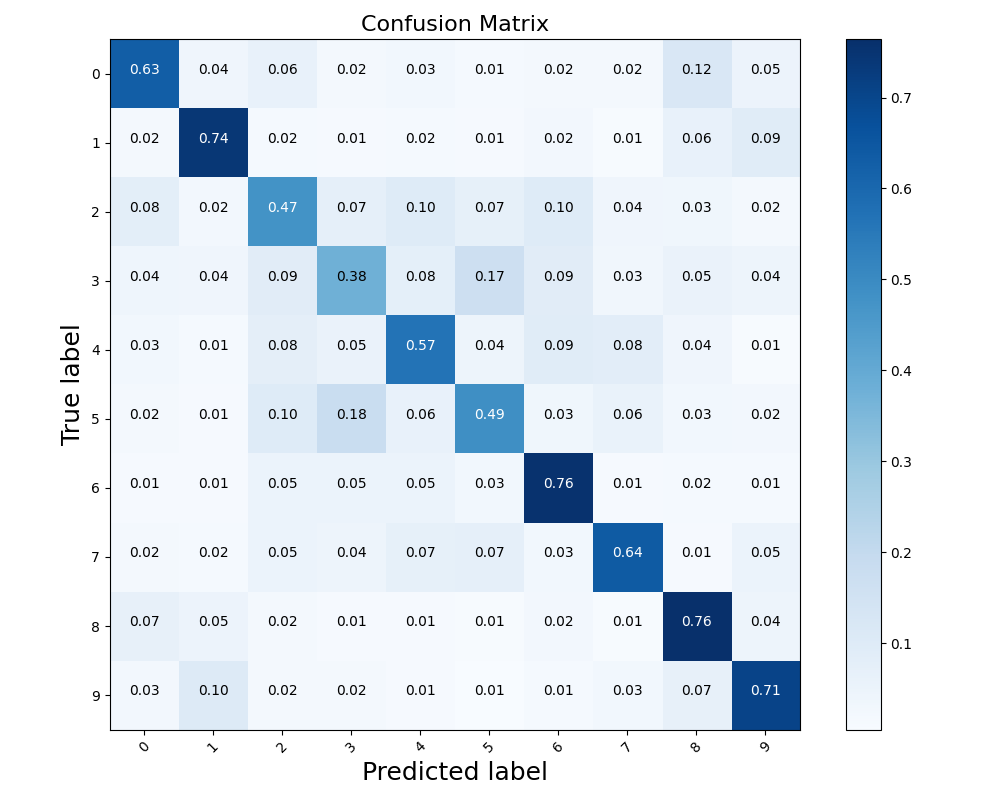 Confusion Matrix
0 0.63 0.04 0.06 0.02 0.03 0.01 0.02 0.02 0.12 0.05
1 0.02 0.74 0.02 0.01 0.02 0.01 0.02 0.01 0.06 0.09
2 0.08 0.02 0.47 0.07 0.10 0.07 0.10 0.04 0.03 0.02
3 0.04 0.04 0.09 0.38 0.08 0.17 0.09 0.03 0.05 0.04
4 0.03 0.01 0.08 0.05 0.57 0.04 0.09 0.08 0.04 0.01
5 0.02 0.01 0.10 0.18 0.06 0.49 0.03 0.06 0.03 0.02
6 0.01 0.01 0.05 0.05 0.05 0.03 0.76 0.01 0.02 0.01
7 0.02 0.02 0.05 0.04 0.07 0.07 0.03 0.64 0.01 0.05
8 0.07 0.05 0.02 0.01 0.01 0.01 0.02 0.01 0.76 0.04
9 0.03 0.10 0.02 0.02 0.01 0.01 0.01 0.03 0.07 0.71
0 1 2 3 4 5 6 7 8 9
True label
Predicted label
0.7
0.6
0.5
0.4
0.3
0.2
0.1